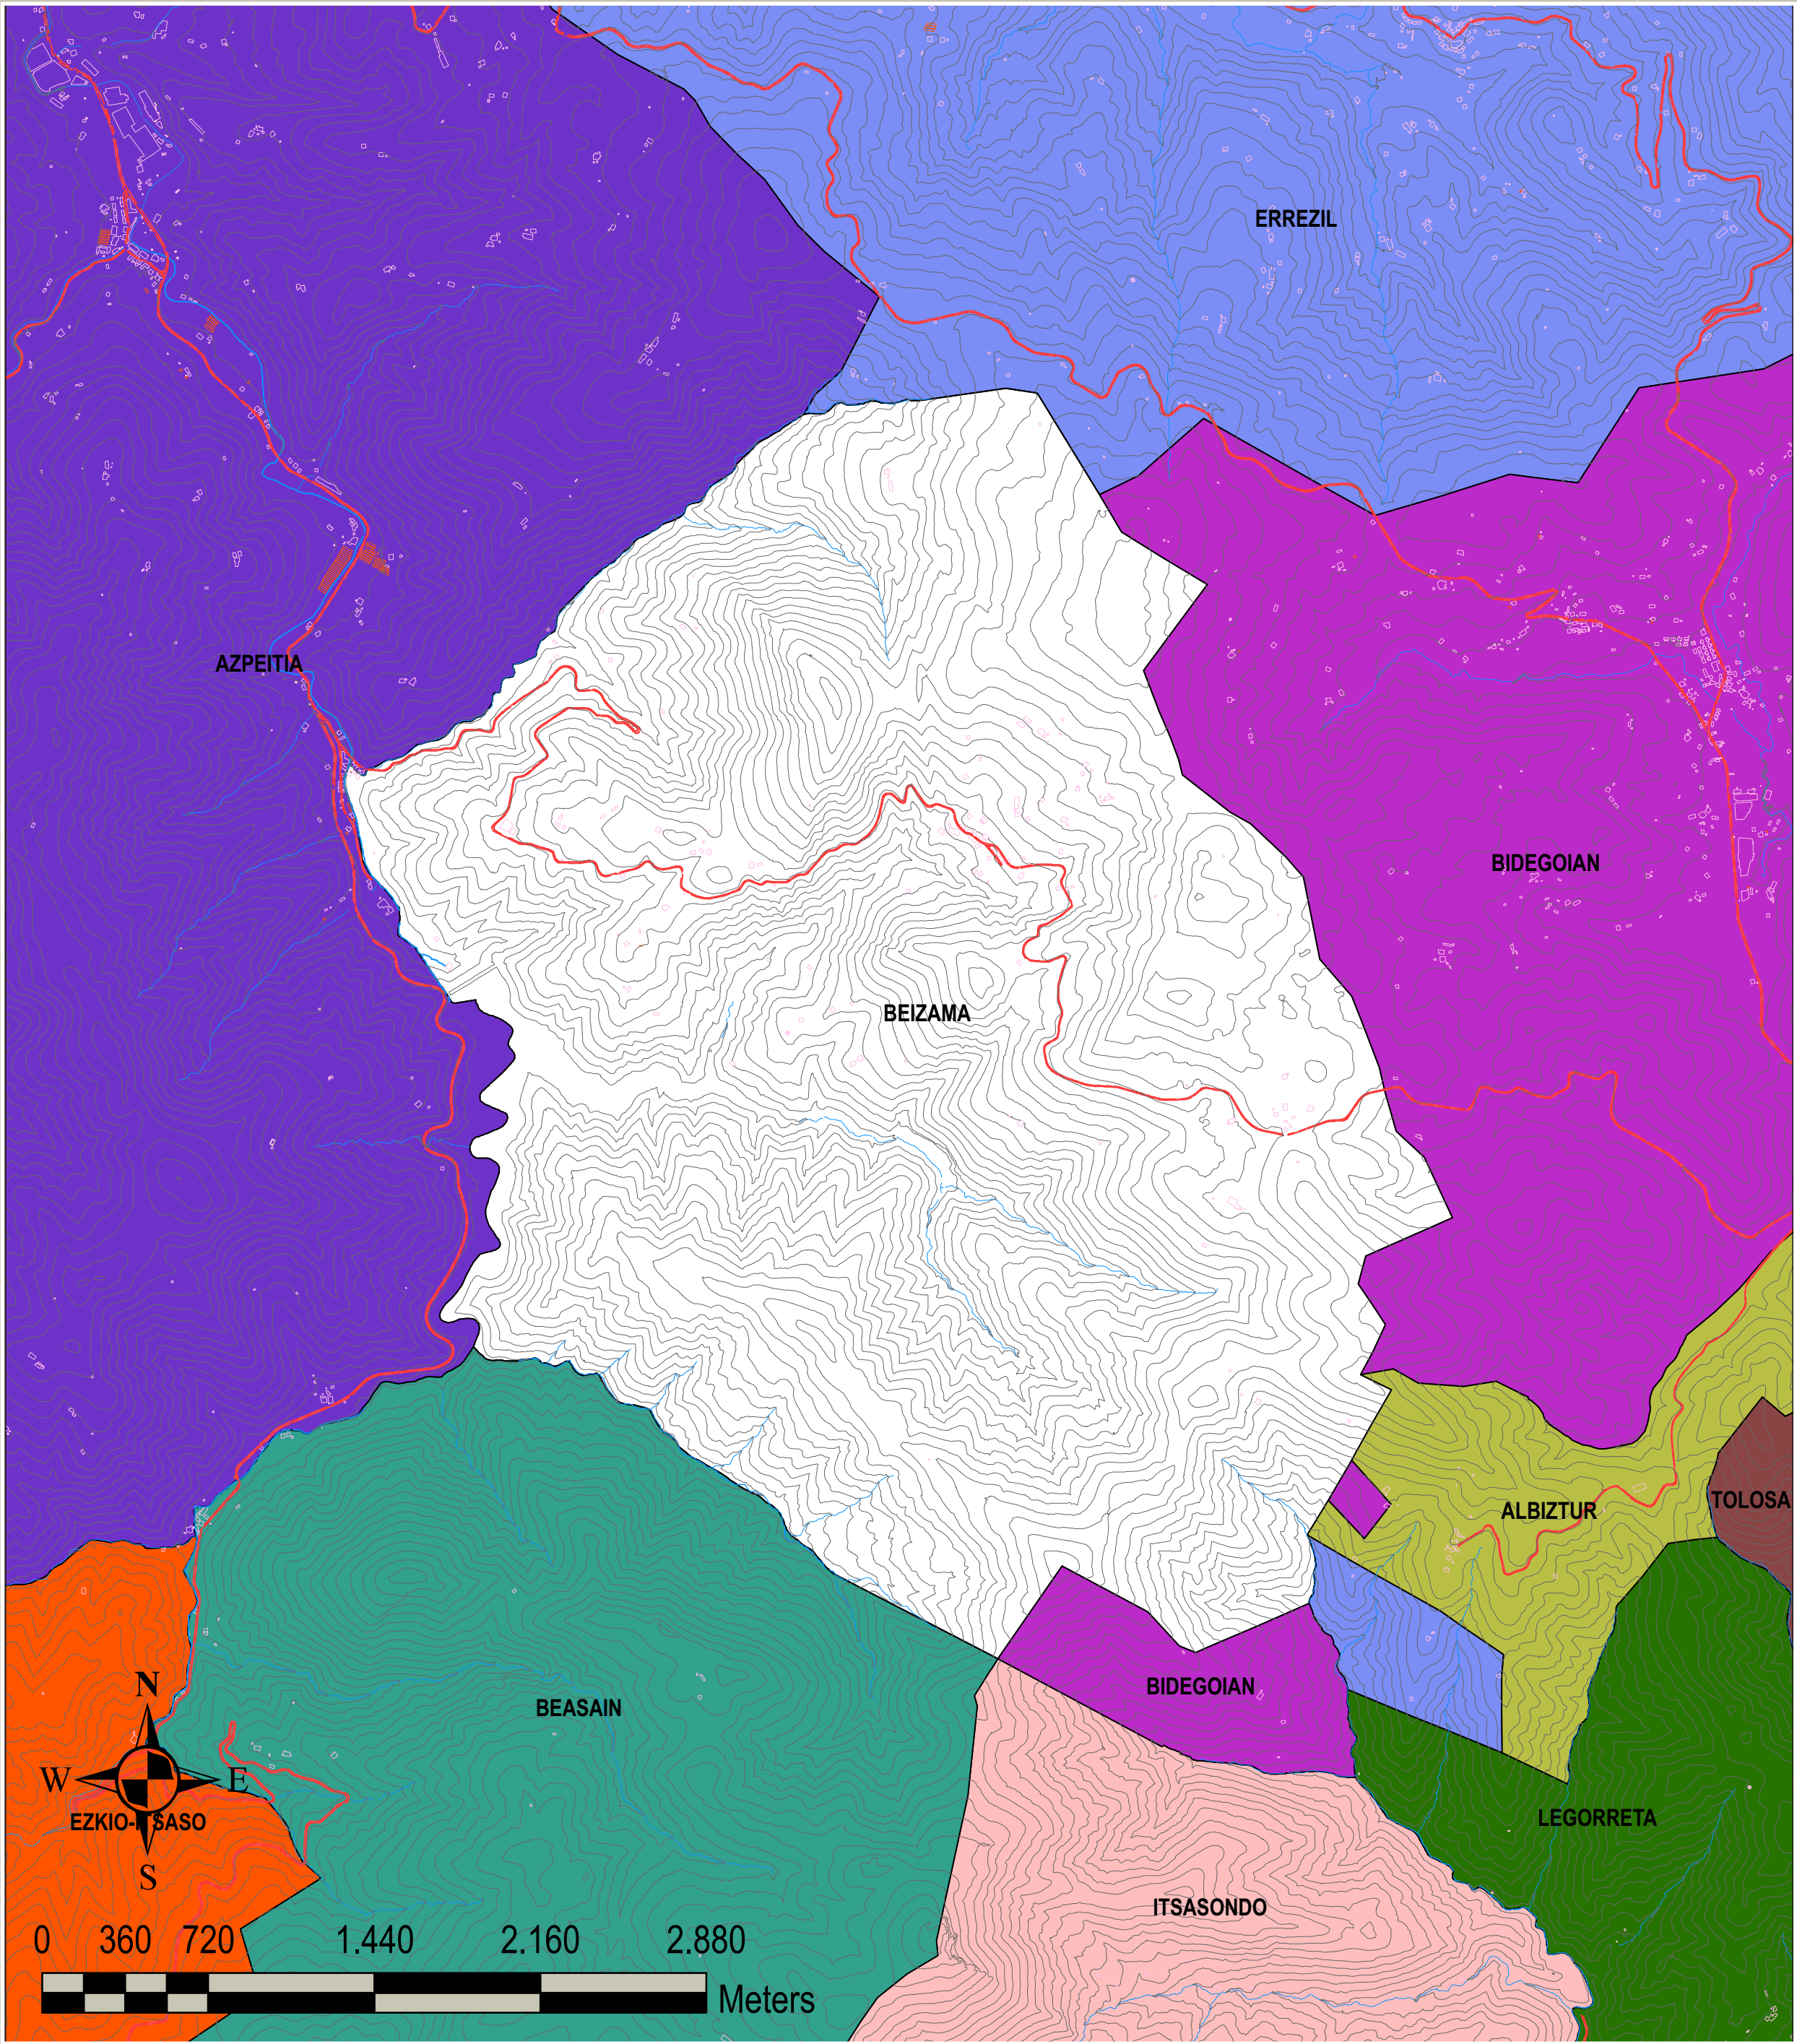 ERREZIL
AZPEITIA
BIDEGOIAN
BEIZAMA
TOLOSA
ALBIZTUR
N
BIDEGOIAN
BEASAIN
W E
LEGORRETA
EZKIO-ITSASO
S
ITSASONDO
0 360 720 1.440 2.160 2.880
Meters